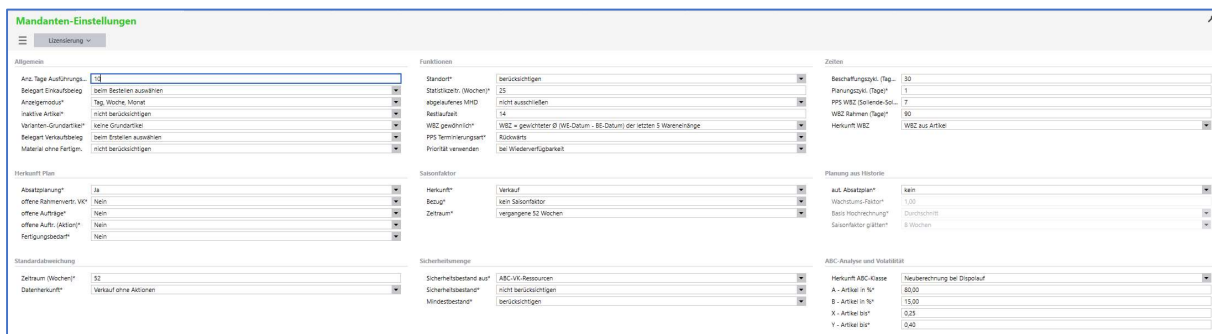 Mandanten-Einstellungen
Lizensierung
Allgemein
Anz. Tage Ausführungs... 10
Belegart Einkaufsbeleg beim Bestellen auswählen
Anzeigemodus* Tag, Woche, Monat
inaktive Artikel* nicht berücksichtigen
Varianten-Grundartikel* keine Grundartikel
Belegart Verkaufsbeleg beim Erstellen auswählen
Material ohne Fertigm. nicht berücksichtigen
Funktionen
Standort* berücksichtigen
Statistikzeitr. (Wochen)* 25
abgelaufenes MHD nicht ausschließen
Restlaufzeit 14
WBZ gewöhnlich* WBZ = gewichteter Ø (WE-Datum - BE-Datum) der letzten 5 Wareneinränge
PPS Terminierungsart* Rückwärts
Priorität verwenden bei Wiederverfügbarkeit
Zeiten
Beschaffungszykl. (Tag... 30
Planungszykl. (Tage)* 1
PPS WBZ (Sollende-Sol... 7
WBZ Rahmen (Tage)* 90
Herkunft WBZ WBZ aus Artikel
Herkunft Plan
Absatzplanung* Ja
offene Rahmenvertr. VK* Nein
offene Aufträge* Nein
offene Auftr. (Aktion)* Nein
Fertigungsbedarf* Nein
Saisonfaktor
Herkunft* Verkauf
Bezug* kein Saisonfaktor
Zeitraum* vergangene 52 Wochen
Planung aus Historie
aut. Absatzplan* kein
Wachstums-Faktor* 1,00
Basis Hochrechnung* Durchschnitt
Saisonfaktor glätten* 8 Wochen
Standardabweichung
Zeitraum (Wochen)* 52
Datenherkunft* Verkauf ohne Aktionen
Sicherheitsmenge
Sicherheitsbestand aus* ABC-VK-Ressourcen
Sicherheitsbestand* nicht berücksichtigen
Mindestbestand* berücksichtigen
ABC-Analyse und Volatilität
Herkunft ABC-Klasse Neuberechnung bei Dispolauf
A - Artikel in %* 80,00
B - Artikel in %* 15,00
X - Artikel bis* 0,25
Y - Artikel bis* 0,40